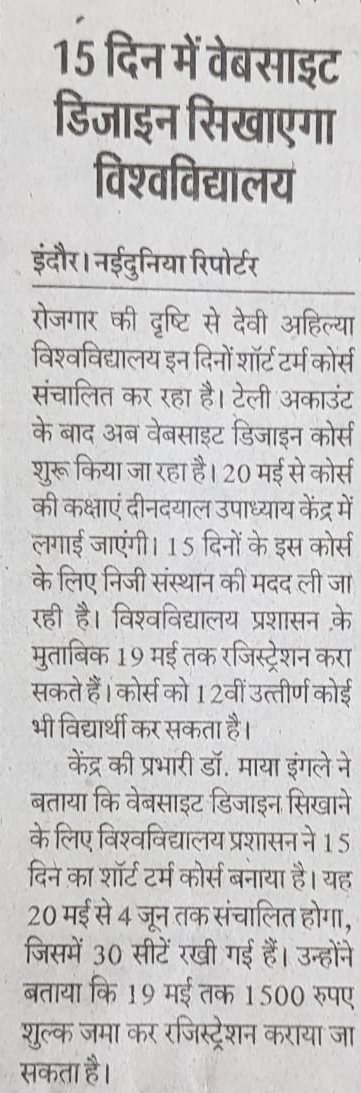 15 दिन में वेबसाइट
डिजाइन सिखाएगा
विश्वविद्यालय
इंदौर। नईदुनिया रिपोर्टर
रोजगार की दृष्टि से देवी अहिल्या
विश्वविद्यालय इन दिनों शॉर्ट टर्म कोर्स
संचालित कर रहा है। टेली अकाउंट
के बाद अब वेबसाइट डिजाइन कोर्स
शुरू किया जा रहा है। 20 मई से कोर्स
की कक्षाएं दीनदयाल उपाध्याय केंद्र में
लगाई जाएंगी। 15 दिनों के इस कोर्स
के लिए निजी संस्थान की मदद ली जा
रही है। विश्वविद्यालय प्रशासन के
मुताबिक 19 मई तक रजिस्ट्रेशन करा
सकते हैं। कोर्स को 12वीं उत्तीर्ण कोई
भी विद्यार्थी कर सकता है।
केंद्र की प्रभारी डॉ. माया इंगले ने
बताया कि वेबसाइट डिजाइन सिखाने
के लिए विश्वविद्यालय प्रशासन ने 15
दिन का शॉर्ट टर्म कोर्स बनाया है। यह
20 मई से 4 जून तक संचालित होगा,
जिसमें 30 सीटें रखी गई हैं। उन्होंने
बताया कि 19 मई तक 1500 रुपए
शुल्क जमा कर रजिस्ट्रेशन कराया जा
सकता है।